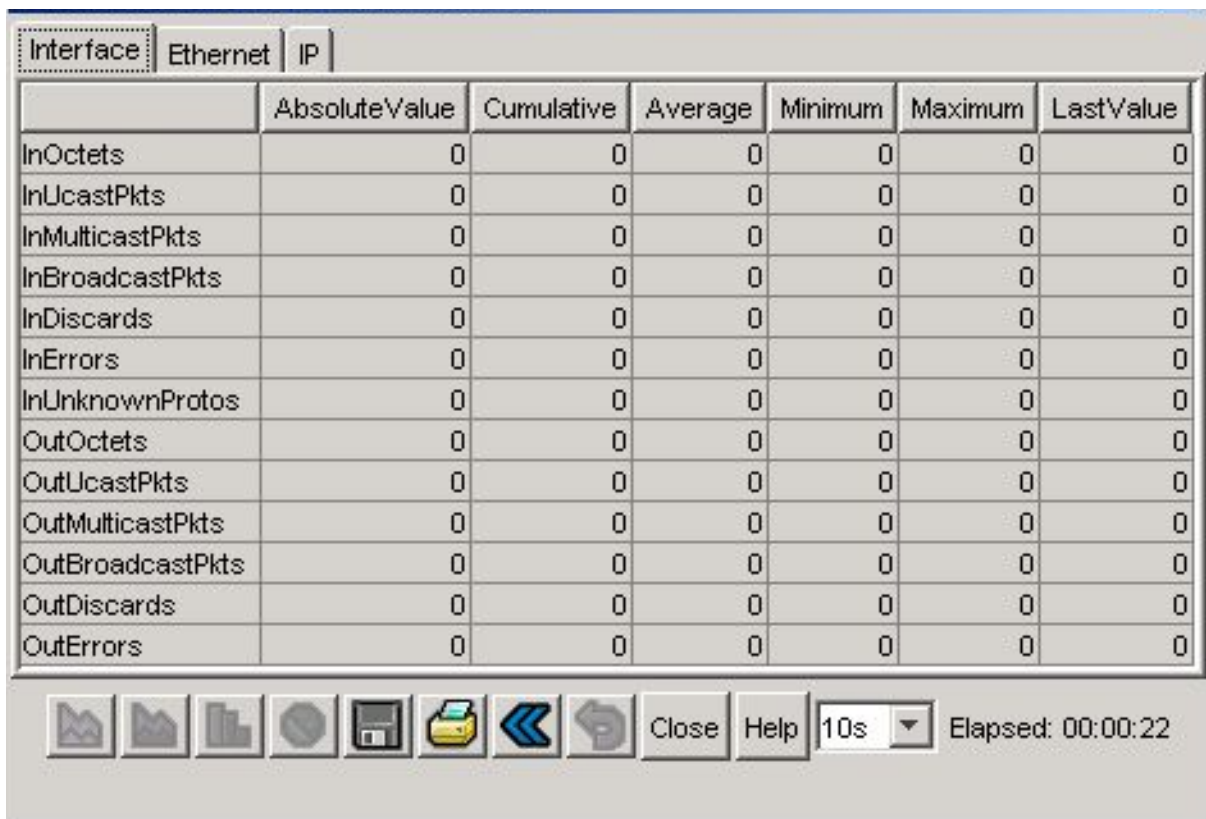 Interface Ethernet IP
AbsoluteValue Cumulative Average Minimum Maximum LastValue
InOctets 0 0 0 0 0 0
InUcastPkts 0 0 0 0 0 0
InMulticastPkts 0 0 0 0 0 0
InBroadcastPkts 0 0 0 0 0 0
InDiscards 0 0 0 0 0 0
InErrors 0 0 0 0 0 0
InUnknownProtos 0 0 0 0 0 0
OutOctets 0 0 0 0 0 0
OutUcastPkts 0 0 0 0 0 0
OutMulticastPkts 0 0 0 0 0 0
OutBroadcastPkts 0 0 0 0 0 0
OutDiscards 0 0 0 0 0 0
OutErrors 0 0 0 0 0 0
Close Help 10s Elapsed: 00:00:22